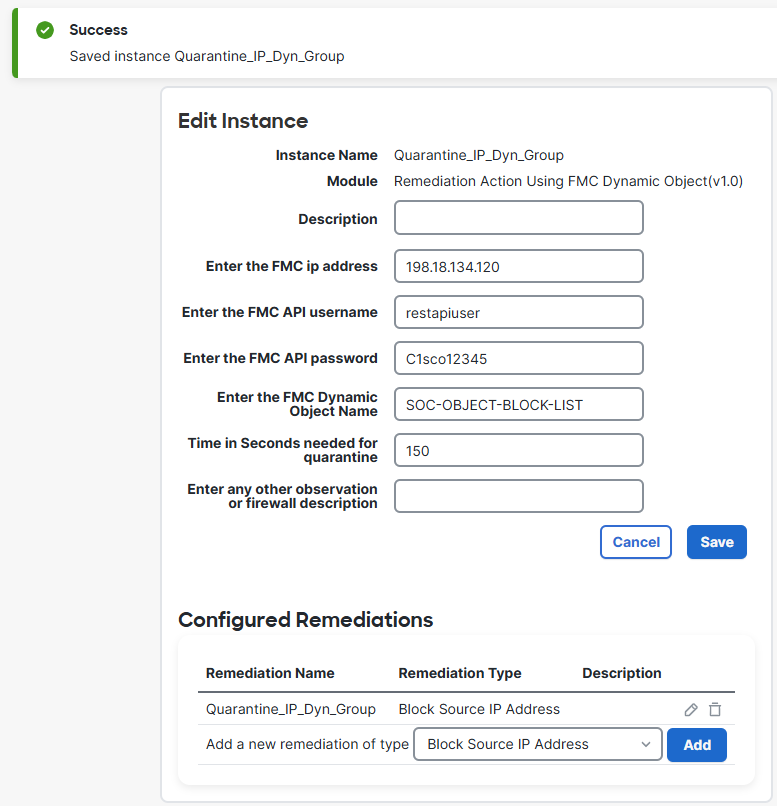 Success
Saved instance Quarantine_IP_Dyn_Group
Edit Instance
Instance Name Quarantine_IP_Dyn_Group
Module Remediation Action Using FMC Dynamic Object(v1.0)
Description
Enter the FMC ip address 198.18.134.120
Enter the FMC API username restapiuser
Enter the FMC API password C1sco12345
Enter the FMC Dynamic
Object Name SOC-OBJECT-BLOCK-LIST
Time in Seconds needed for
quarantine 150
Enter any other observation
or firewall description
Cancel Save
Configured Remediations
Remediation Name Remediation Type Description
Quarantine_IP_Dyn_Group Block Source IP Address
Add a new remediation of type Block Source IP Address Add